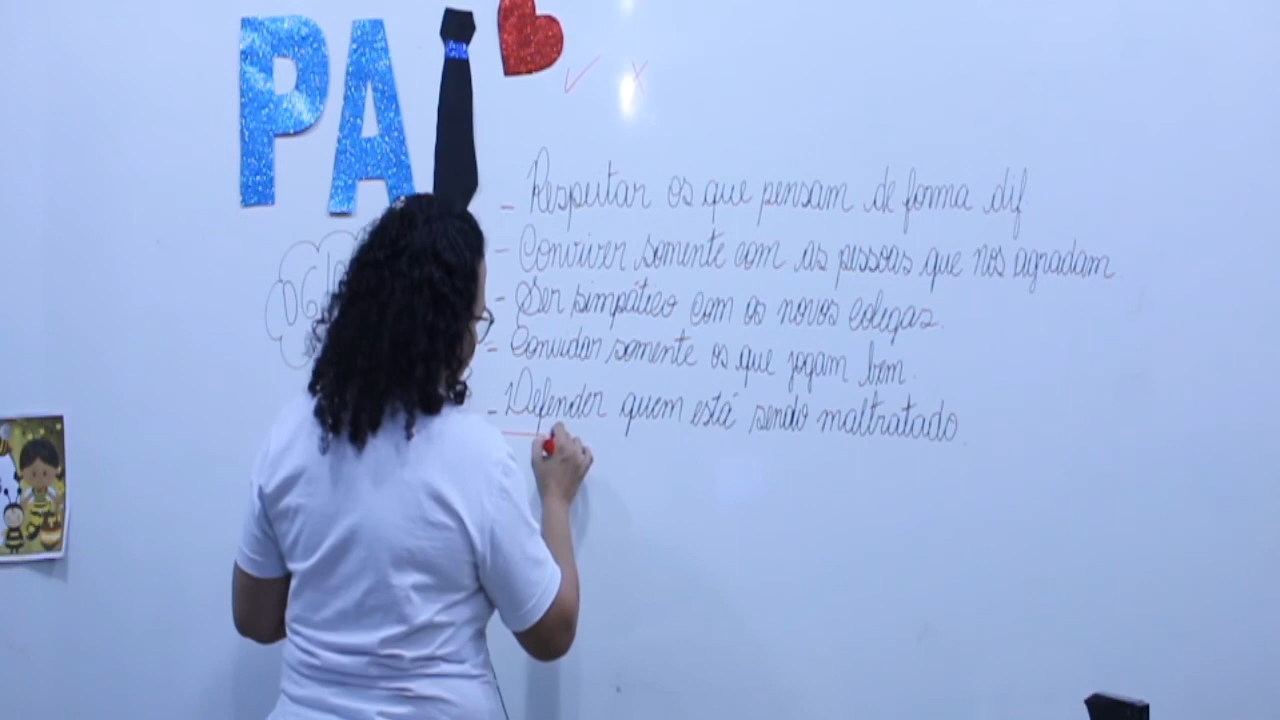 PAI
- Respeitar os que pensam de forma dif
- Conviver somente com as pessoas que nos agradam.
- Ser simpático com os novos colegas.
- Convidar somente os que jogam bem.
- Defender quem está sendo maltratado.